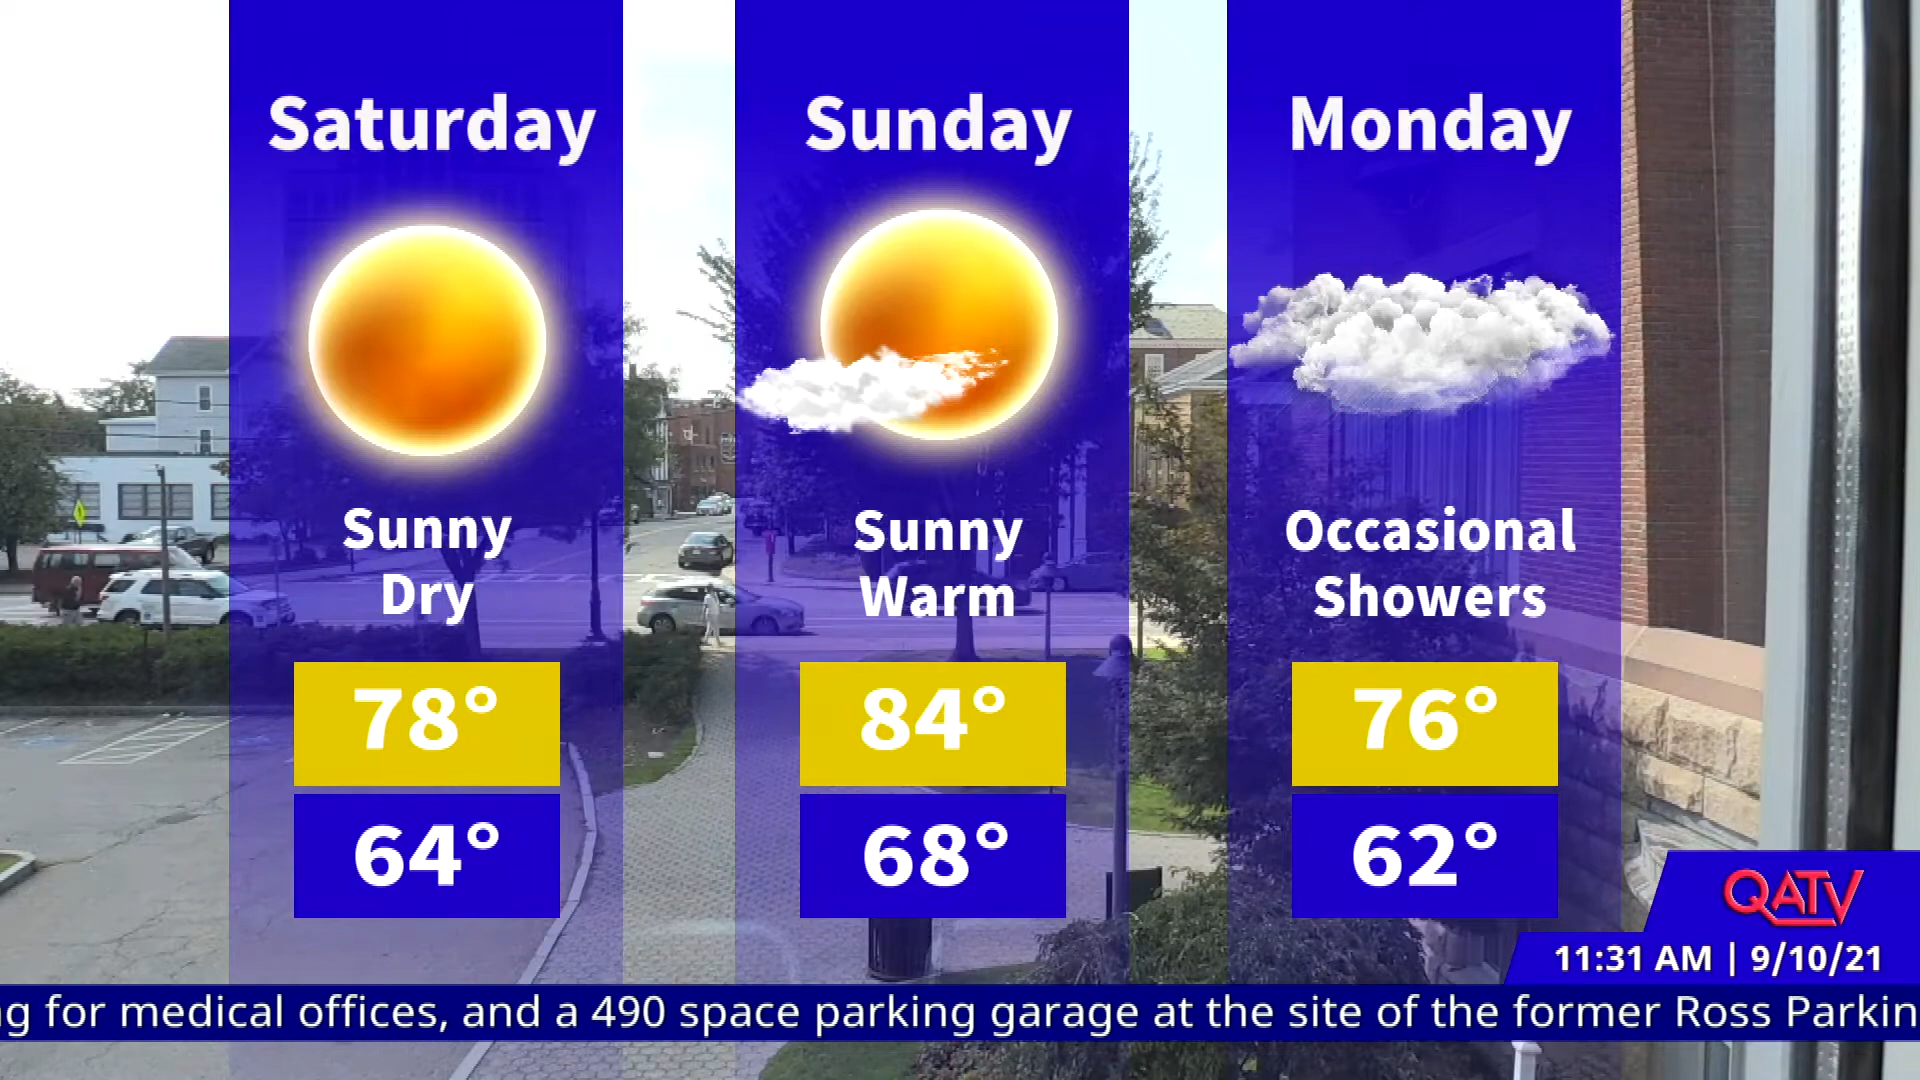 Saturday
Sunny
Dry
78°
64°
Sunday
Sunny
Warm
84°
68°
Monday
Occasional
Showers
76°
62°
QATV
11:31 AM | 9/10/21
for medical offices, and a 490 space parking garage at the site of the former Ross